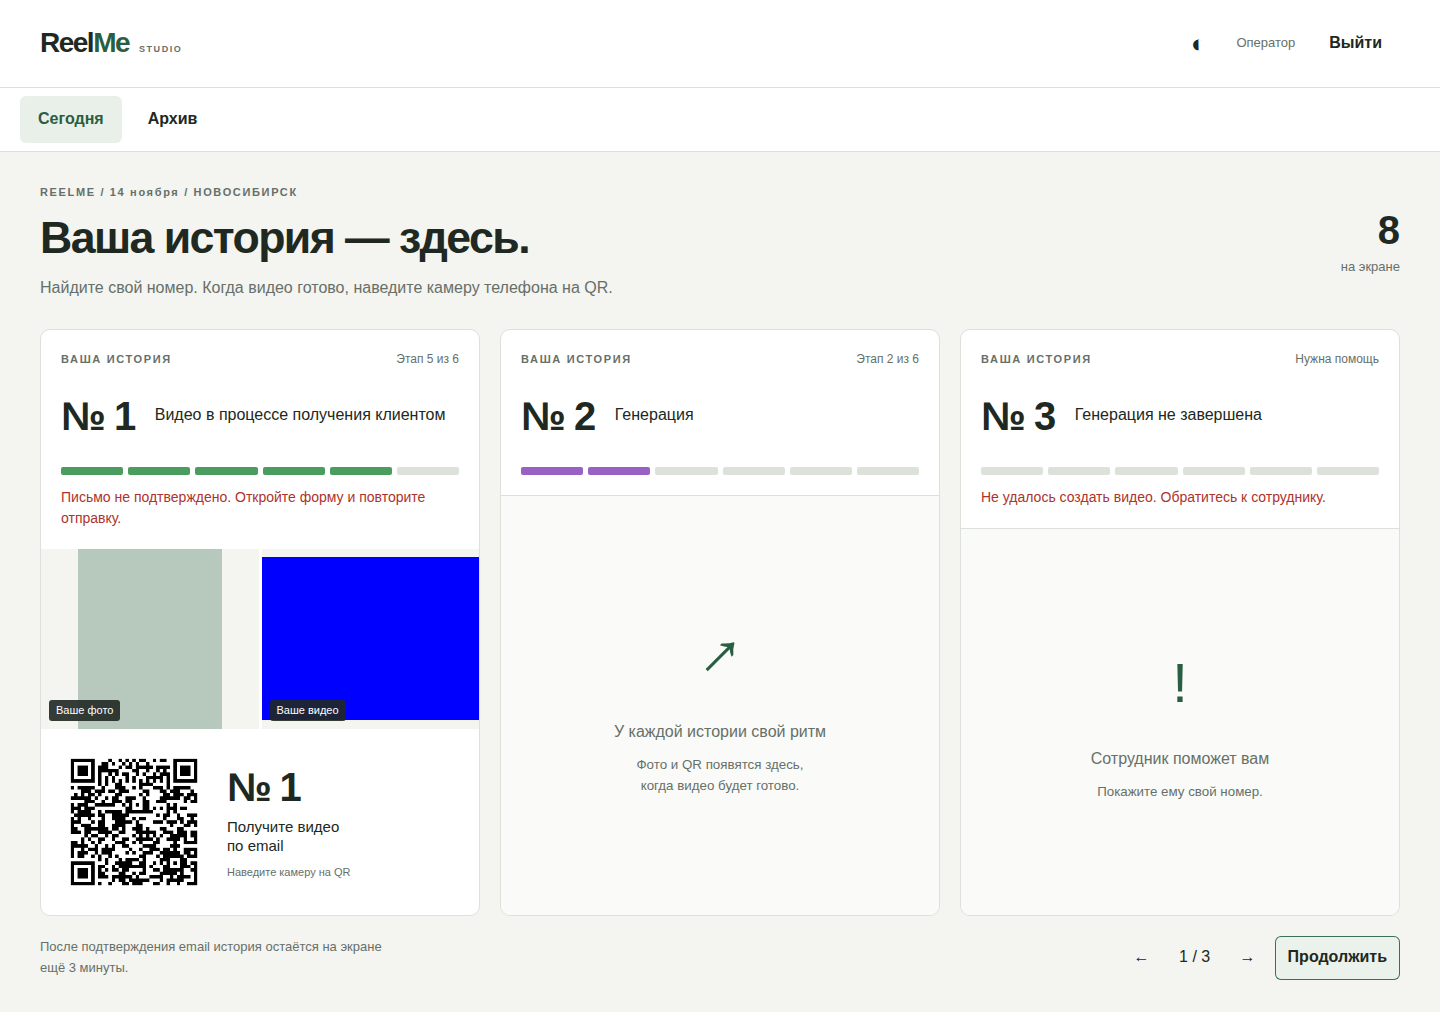 ReelMe STUDIO
Оператор
Выйти
Сегодня
Архив
REELME / 14 ноября / НОВОСИБИРСК
Ваша история — здесь.
Найдите свой номер. Когда видео готово, наведите камеру телефона на QR.
8
на экране
ВАША ИСТОРИЯ
Этап 5 из 6
№ 1
Видео в процессе получения клиентом
Письмо не подтверждено. Откройте форму и повторите
отправку.
Ваше фото
Ваше видео
№ 1
Получите видео
по email
Наведите камеру на QR
ВАША ИСТОРИЯ
Этап 2 из 6
№ 2
Генерация
↗
У каждой истории свой ритм
Фото и QR появятся здесь,
когда видео будет готово.
ВАША ИСТОРИЯ
Нужна помощь
№ 3
Генерация не завершена
Не удалось создать видео. Обратитесь к сотруднику.
!
Сотрудник поможет вам
Покажите ему свой номер.
После подтверждения email история остаётся на экране
ещё 3 минуты.
← 1 / 3 →
Продолжить